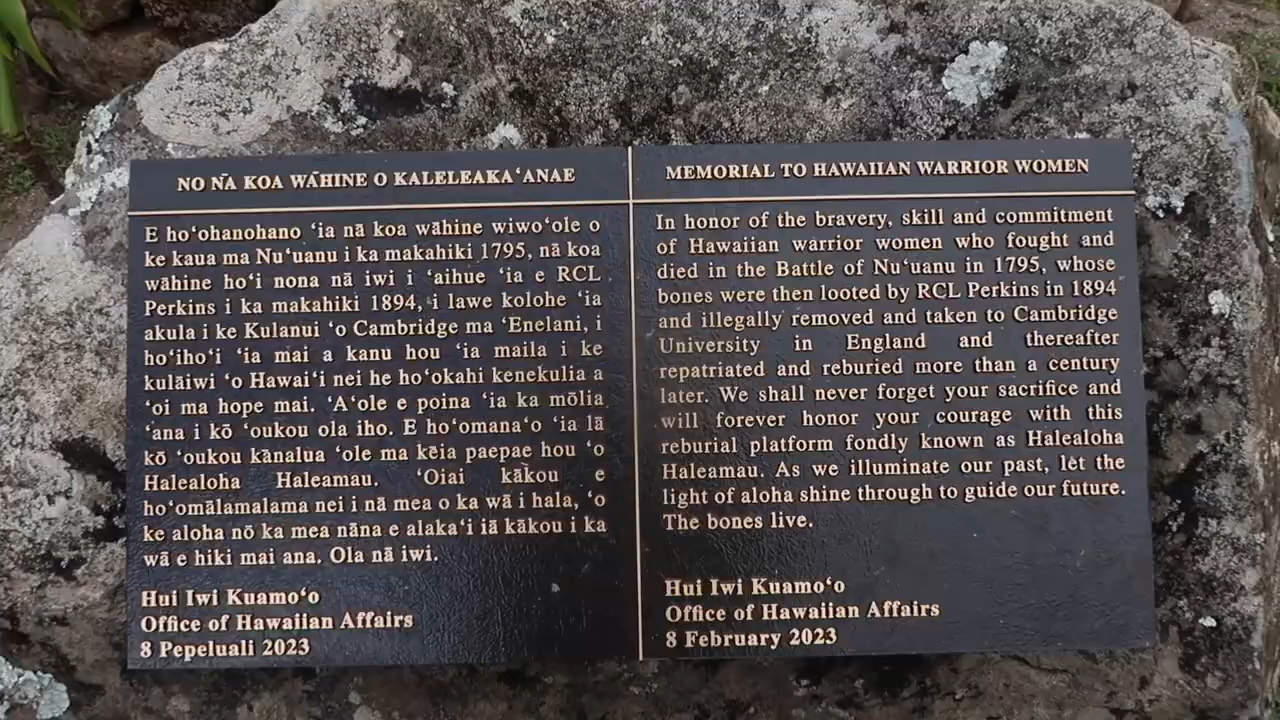 NO NĀ KOA WĀHINE O KALELEAKAʻANAE
E hoʻohanohano ʻia nā koa wāhine wiwoʻole o
ke kaua ma Nuʻuanu i ka makahiki 1795, nā koa
wāhine hoʻi nona nā iwi i ʻaihue ʻia e RCL
Perkins i ka makahiki 1894, i lawe kolohe ʻia
akula i ke Kulanui ʻo Cambridge ma ʻEnelani, i
hoʻihoʻi ʻia mai a kanu hou ʻia maila i ke
kulāiwi ʻo Hawaiʻi nei he hoʻokahi kenekulia a
ʻoi ma hope mai. ʻAʻole e poina ʻia ka mōlia
ʻana i kō ʻoukou ola iho. E hoʻomanaʻo ʻia lā
kō ʻoukou kānalua ʻole ma kēia paepae hou ʻo
Halealoha Haleamau. ʻOiai kākou e
hoʻomālamalama nei i nā mea o ka wā i hala, ʻo
ke aloha nō ka mea nāna e alakaʻi iā kākou i ka
wā e hiki mai ana. Ola nā iwi.
Hui Iwi Kuamoʻo
Office of Hawaiian Affairs
8 Pepeluali 2023
MEMORIAL TO HAWAIIAN WARRIOR WOMEN
In honor of the bravery, skill and commitment
of Hawaiian warrior women who fought and
died in the Battle of Nuʻuanu in 1795, whose
bones were then looted by RCL Perkins in 1894
and illegally removed and taken to Cambridge
University in England and thereafter
repatriated and reburied more than a century
later. We shall never forget your sacrifice and
will forever honor your courage with this
reburial platform fondly known as Halealoha
Haleamau. As we illuminate our past, let the
light of aloha shine through to guide our future.
The bones live.
Hui Iwi Kuamoʻo
Office of Hawaiian Affairs
8 February 2023